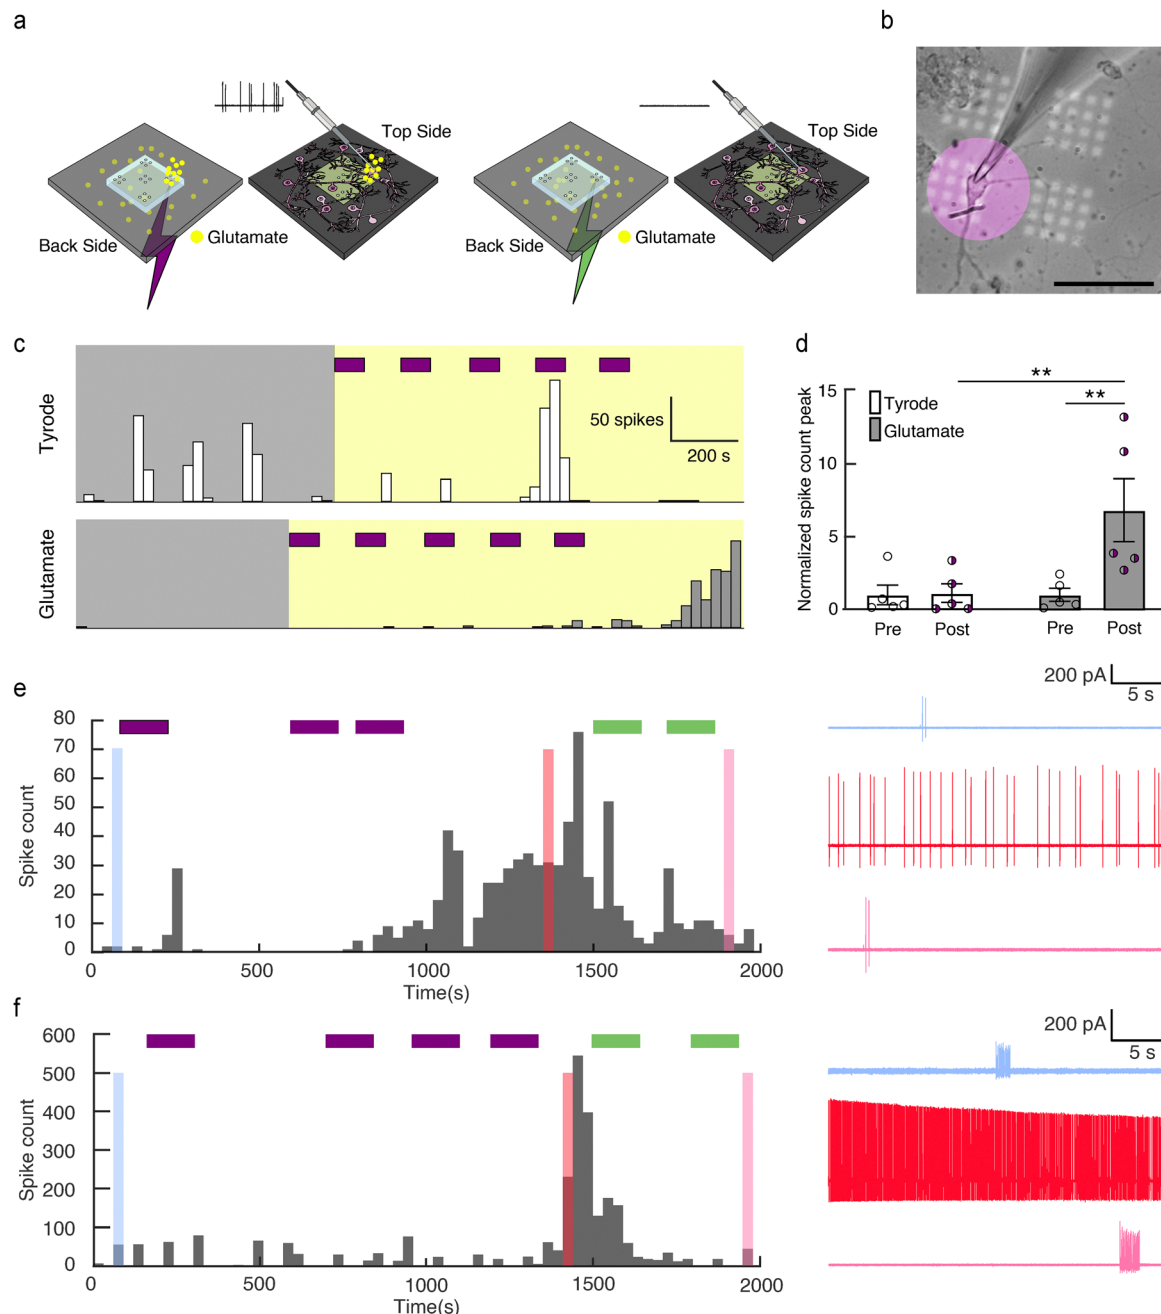 a
b
Top Side
Top Side
Back Side
Glutamate
Back Side
Glutamate
c
d
Tyrode
50 spikes
200 s
Glutamate
Normalized spike count peak
15
10
5
0
Tyrode
Glutamate
**
**
Pre
Post
Pre
Post
e
Spike count
80
70
60
50
40
30
20
10
0
0
500
1000
1500
2000
Time(s)
200 pA
5 s
f
Spike count
600
500
400
300
200
100
0
0
500
1000
1500
2000
Time(s)
200 pA
5 s